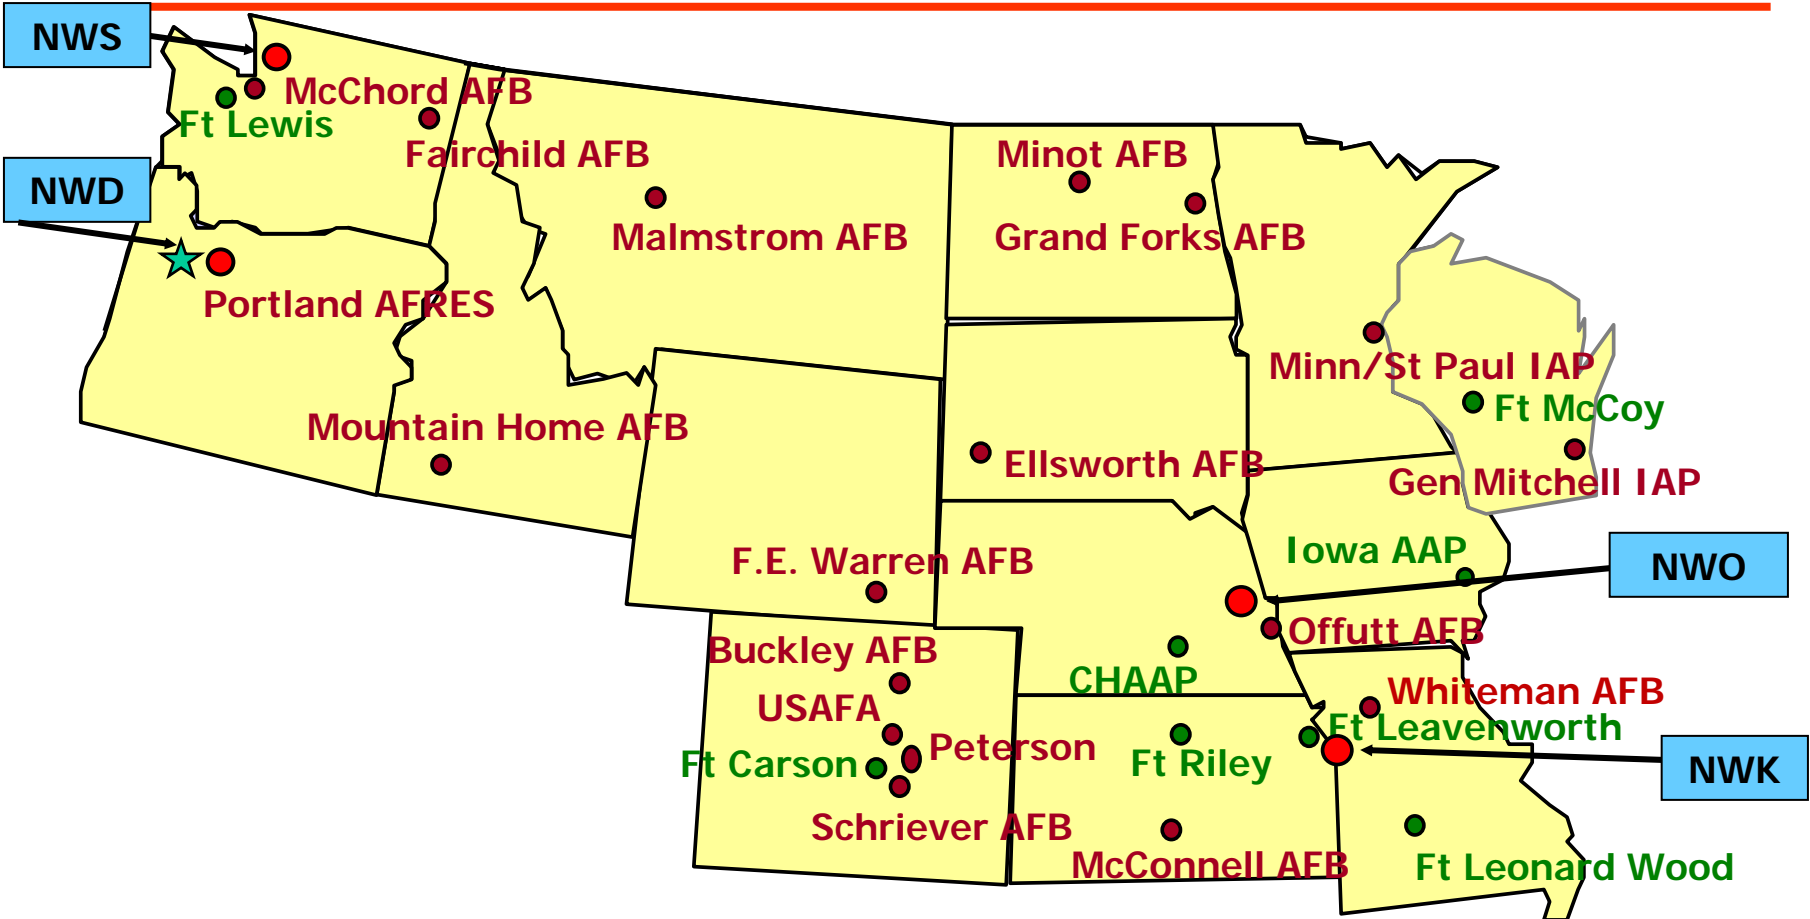 NWS
McChord AFB
Ft Lewis
Fairchild AFB
Minot AFB
NWD
Malmstrom AFB
Grand Forks AFB
Portland AFRES
Minn/St Paul IAP
Ft McCoy
Mountain Home AFB
Ellsworth AFB
Gen Mitchell IAP
Iowa AAP
F.E. Warren AFB
NWO
Offutt AFB
Buckley AFB
CHAAP
Whiteman AFB
USAFA
Ft Leavenworth
Peterson
Ft Carson
Ft Riley
NWK
Schriever AFB
McConnell AFB
Ft Leonard Wood